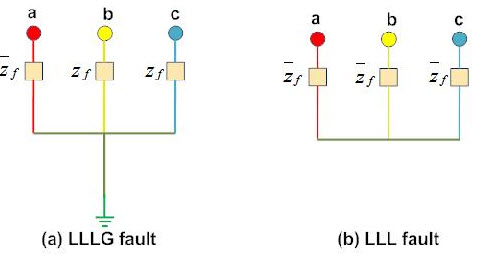 a b c
z̄f zf zf
(a) LLLG fault
a b c
z̄f z̄f z̄f
(b) LLL fault